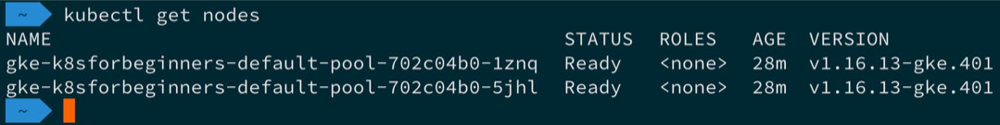 ~ kubectl get nodes
NAME STATUS ROLES AGE VERSION
gke-k8sforbeginners-default-pool-702c04b0-1znq Ready <none> 28m v1.16.13-gke.401
gke-k8sforbeginners-default-pool-702c04b0-5jhl Ready <none> 28m v1.16.13-gke.401
~